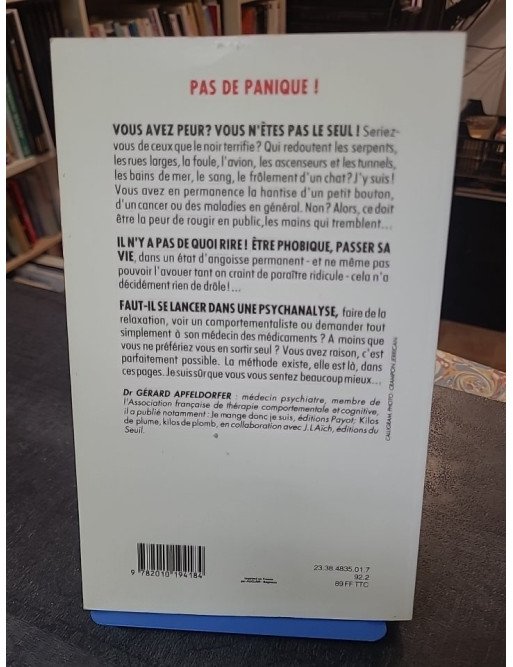 PAS DE PANIQUE !
VOUS AVEZ PEUR? VOUS N'ÊTES PAS LE SEUL ! Seriez-
vous de ceux que le noir terrifie ? Qui redoutent les serpents,
les rues larges, la foule, l'avion, les ascenseurs et les tunnels,
les bains de mer, le sang, le frôlement d'un chat ? J'y suis !
Vous avez en permanence la hantise d'un petit bouton,
d'un cancer ou des maladies en général. Non ? Alors, ce doit
être la peur de rougir en public, les mains qui tremblent...
IL N'Y A PAS DE QUOI RIRE ! ÊTRE PHOBIQUE, PASSER SA
VIE, dans un état d'angoisse permanent - et ne même pas
pouvoir l'avouer tant on craint de paraître ridicule - cela n'a
décidément rien de drôle !...
FAUT-IL SE LANCER DANS UNE PSYCHANALYSE, faire de la
relaxation, voir un comportementaliste ou demander tout
simplement à son médecin des médicaments ? A moins que
vous ne préfériez vous en sortir seul ? Vous avez raison, c'est
parfaitement possible. La méthode existe, elle est là, dans
ces pages. Je suis sûr que vous vous sentez beaucoup mieux...
Dr GÉRARD APFELDORFER : médecin psychiatre, membre de
l'Association française de thérapie comportementale et cognitive,
il a publié notamment : Je mange donc je suis, éditions Payot; Kilos
de plume, kilos de plomb, en collaboration avec J.L Aïch, éditions du
Seuil.
CALLIGRAM, PHOTO : CRAMPON JERRICAN
9 782010 194184
23.38.4835.01.7
92.2
89 FF TTC